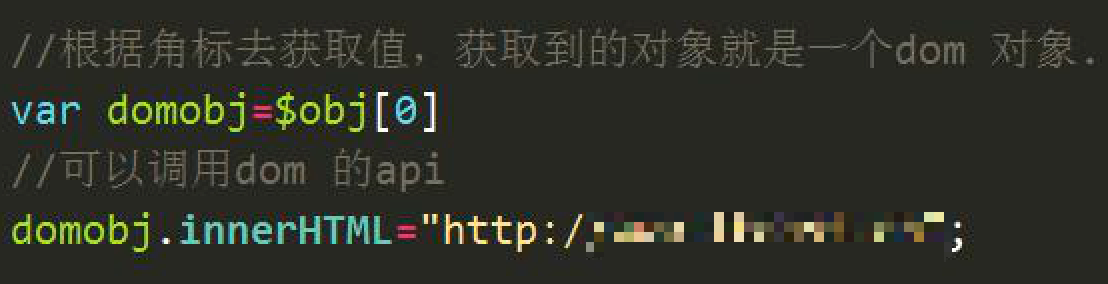 //根据角标去获取值，获取到的对象就是一个dom 对象.
var domobj=$obj[0]
//可以调用dom 的api
domobj.innerHTML="http:/";